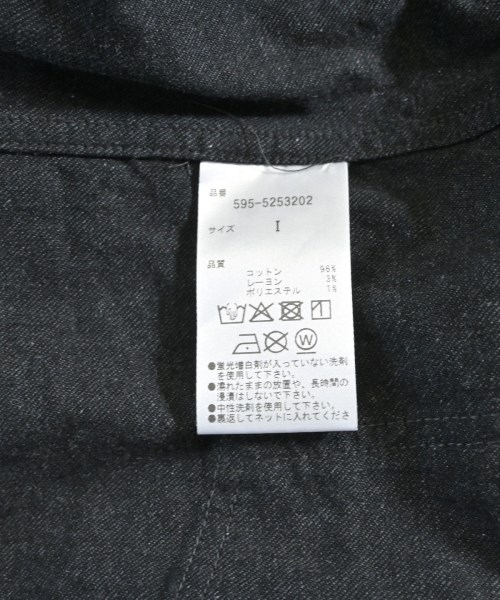 品番
595-5253202
サイズ I
品質
コットン 96%
レーヨン 3%
ポリエステル 1%
W
●蛍光増白剤が入っていない洗剤
を使用して下さい。
●濡れたままの放置や、長時間の
浸漬はしないで下さい。
●中性洗剤を使用して下さい。
●裏返してネットに入れてくださ